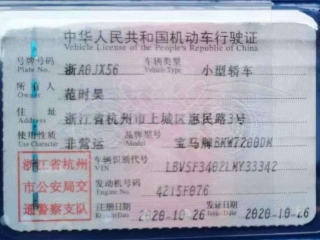 中华人民共和国机动车行驶证
Vehicle License of the People's Republic of China
号牌号码 浙A0JX56 车辆类型 小型轿车
Plate No. Vehicle Type
所有人 范时昊
Owner
住址 浙江省杭州市上城区惠民路3号
Address
使用性质 非营运 品牌型号 宝马牌BMW7200DM
Use Character Model
浙江省杭州市公安局交通警察支队
车辆识别代号 LBV5F3402LMY33342
VIN
发动机号码 4215F076
Engine No.
注册日期 2020-10-26 发证日期 2020-10-26
Register Date Issue Date